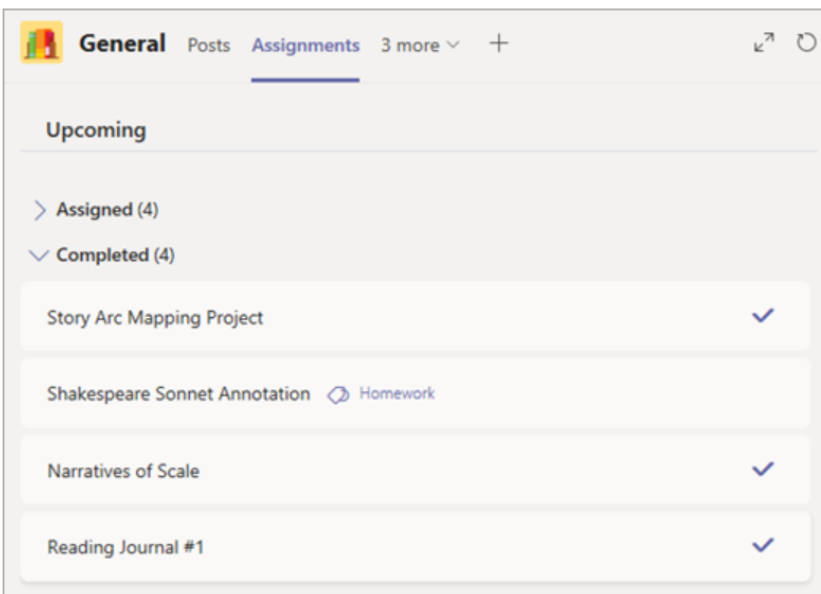 General Posts Assignments 3 more
Upcoming
Assigned (4)
Completed (4)
Story Arc Mapping Project
Shakespeare Sonnet Annotation Homework
Narratives of Scale
Reading Journal #1